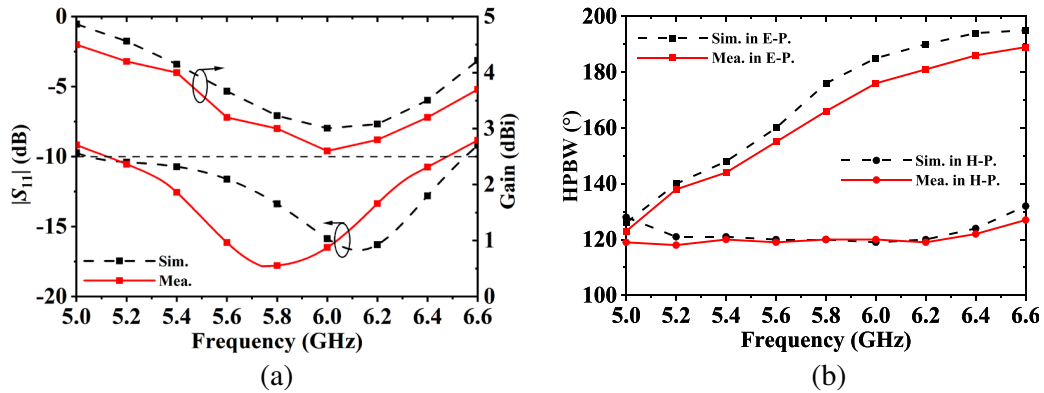 0
-5
-10
-15
-20
|S11| (dB)
5
4
3
2
1
0
Gain (dBi)
Sim.
Mea.
5.0 5.2 5.4 5.6 5.8 6.0 6.2 6.4 6.6
Frequency (GHz)
(a)
200
180
160
140
120
100
HPBW (°)
Sim. in E-P.
Mea. in E-P.
Sim. in H-P.
Mea. in H-P.
5.0 5.2 5.4 5.6 5.8 6.0 6.2 6.4 6.6
Frequency (GHz)
(b)